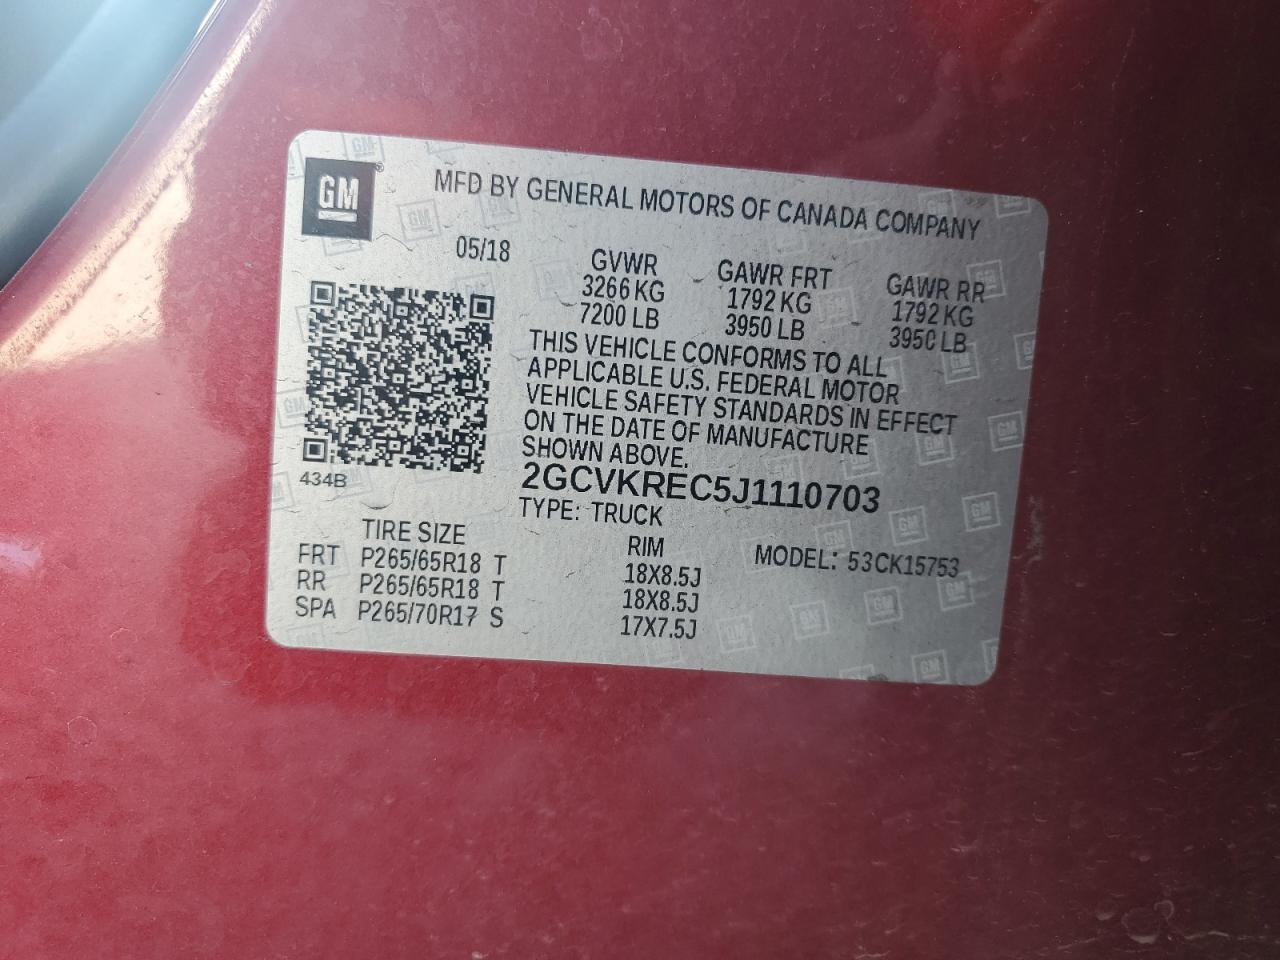 GM
MFD BY GENERAL MOTORS OF CANADA COMPANY
05/18
GVWR GAWR FRT GAWR RR
3266 KG 1792 KG 1792 KG
7200 LB 3950 LB 3950 LB
THIS VEHICLE CONFORMS TO ALL
APPLICABLE U.S. FEDERAL MOTOR
VEHICLE SAFETY STANDARDS IN EFFECT
ON THE DATE OF MANUFACTURE
SHOWN ABOVE.
434B
2GCVKREC5J1110703
TYPE: TRUCK
TIRE SIZE RIM MODEL: 53CK15753
FRT P265/65R18 T 18X8.5J
RR P265/65R18 T 18X8.5J
SPA P265/70R17 S 17X7.5J